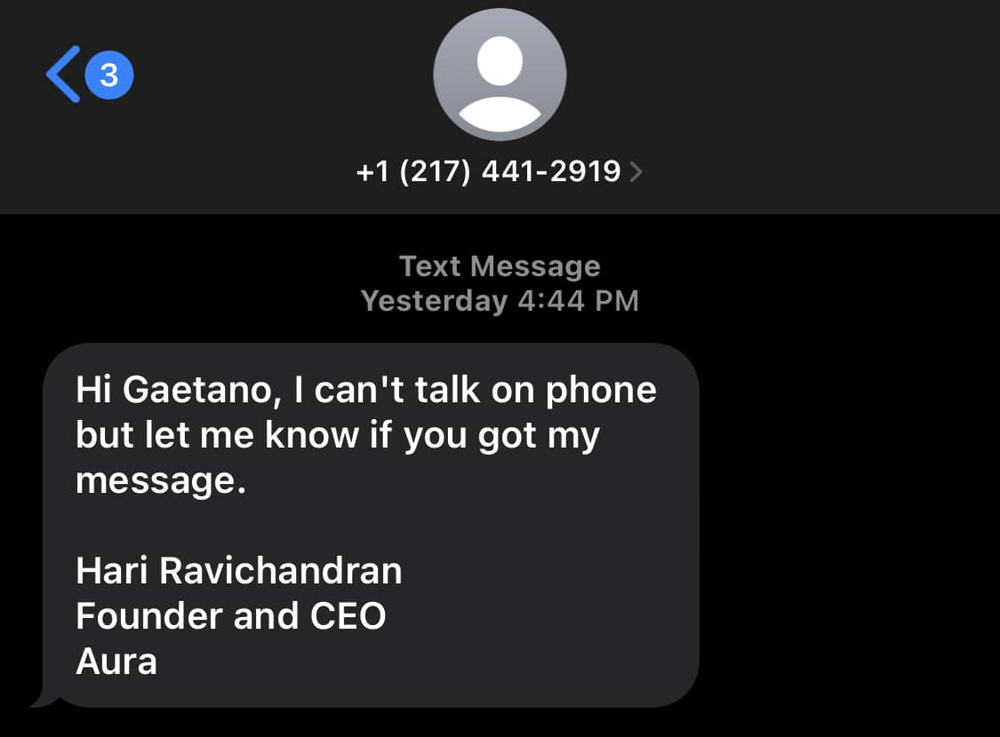 3
+1 (217) 441-2919
Text Message
Yesterday 4:44 PM
Hi Gaetano, I can't talk on phone
but let me know if you got my
message.
Hari Ravichandran
Founder and CEO
Aura